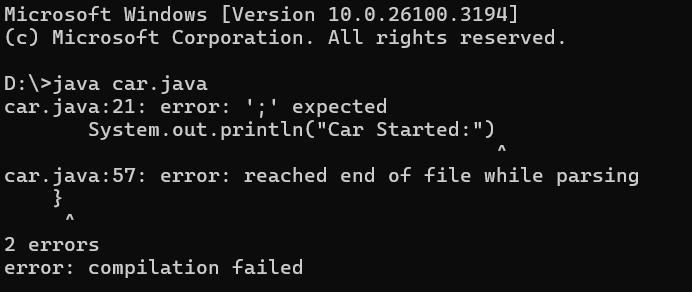 Microsoft Windows [Version 10.0.26100.3194]
(c) Microsoft Corporation. All rights reserved.
D:\>java car.java
car.java:21: error: ';' expected
        System.out.println("Car Started:")
                                          ^
car.java:57: error: reached end of file while parsing
    }
     ^
2 errors
error: compilation failed